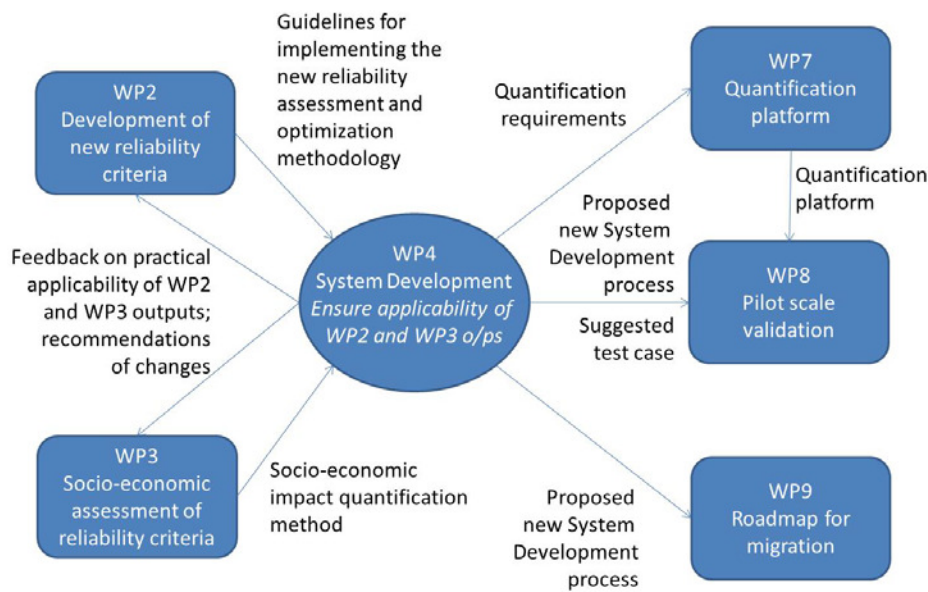 Guidelines for
implementing the
new reliability
assessment and
optimization
methodology
WP2
Development of
new reliability
criteria
WP7
Quantification
platform
Quantification
requirements
Quantification
platform
Feedback on practical
applicability of WP2
and WP3 outputs;
recommendations
of changes
WP4
System Development
Ensure applicability of
WP2 and WP3 o/ps
Proposed
new System
Development
process
Suggested
test case
WP8
Pilot scale
validation
WP3
Socio-economic
assessment of
reliability criteria
Socio-economic
impact quantification
method
Proposed
new System
Development
process
WP9
Roadmap for
migration